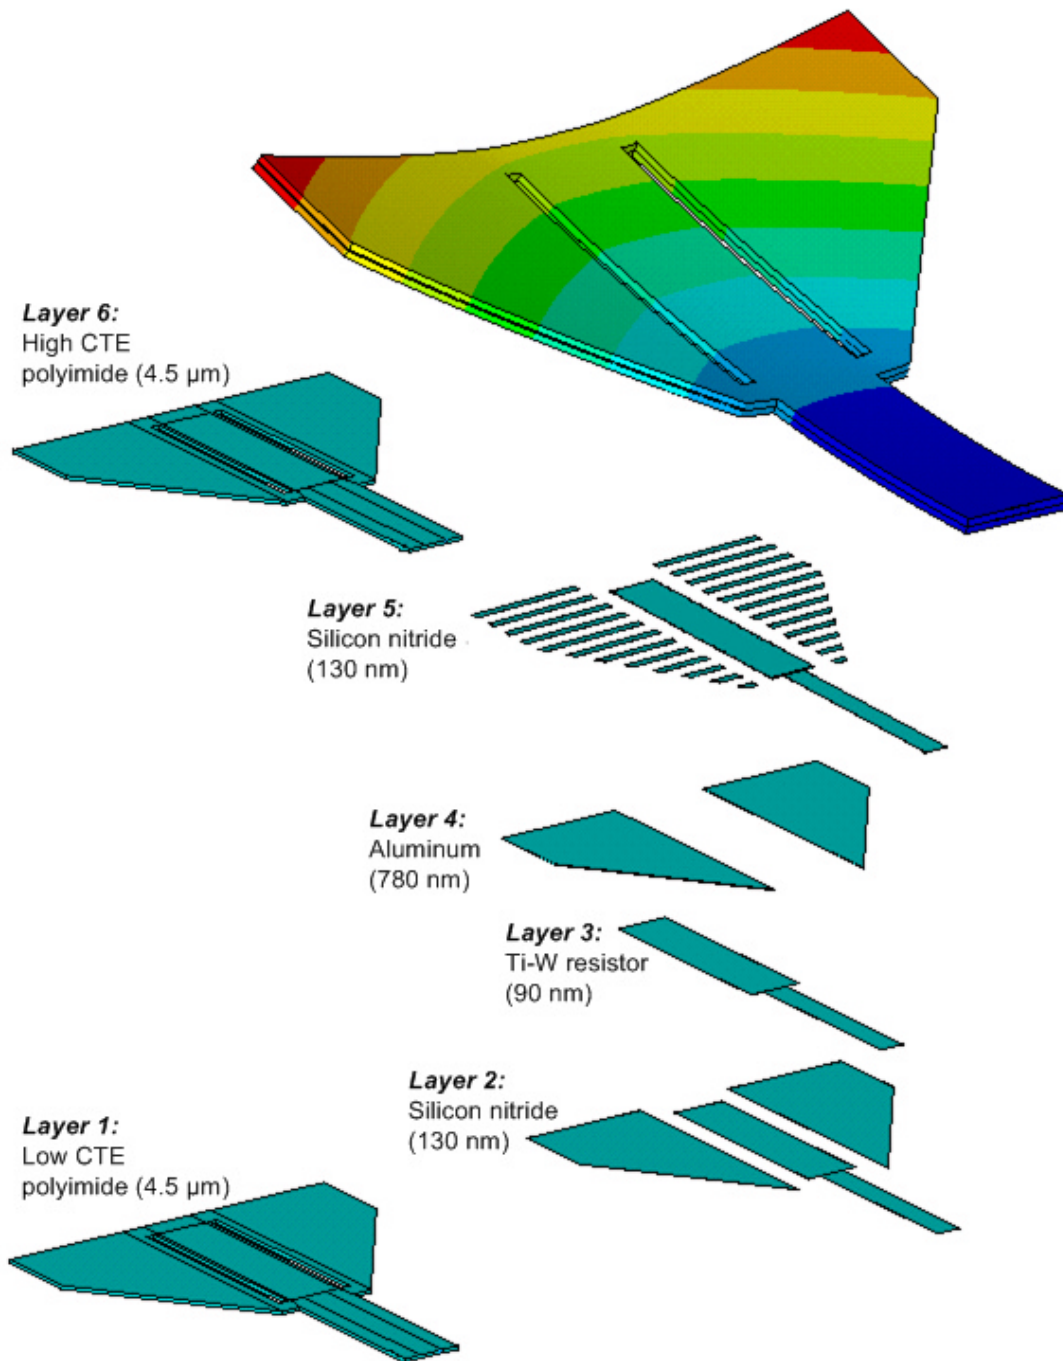 Layer 6:
High CTE
polyimide (4.5 µm)
Layer 5:
Silicon nitride
(130 nm)
Layer 4:
Aluminum
(780 nm)
Layer 3:
Ti-W resistor
(90 nm)
Layer 2:
Silicon nitride
(130 nm)
Layer 1:
Low CTE
polyimide (4.5 µm)